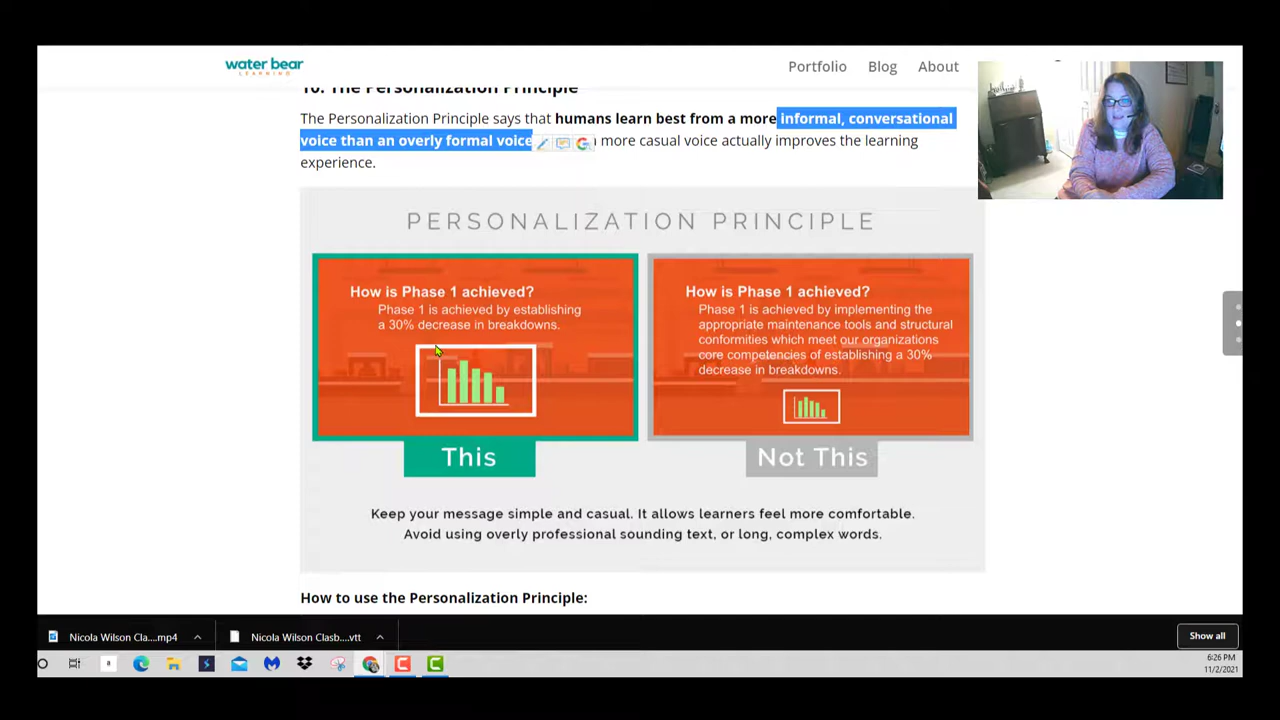 water bear
LEARNING
Portfolio Blog About
10. The Personalization Principle
The Personalization Principle says that humans learn best from a more informal, conversational
voice than an overly formal voice more casual voice actually improves the learning
experience.
PERSONALIZATION PRINCIPLE
How is Phase 1 achieved?
Phase 1 is achieved by establishing
a 30% decrease in breakdowns.
This
How is Phase 1 achieved?
Phase 1 is achieved by implementing the
appropriate maintenance tools and structural
conformities which meet our organizations
core competencies of establishing a 30%
decrease in breakdowns.
Not This
Keep your message simple and casual. It allows learners feel more comfortable.
Avoid using overly professional sounding text, or long, complex words.
How to use the Personalization Principle:
Nicola Wilson Cla....mp4
Nicola Wilson Clasb....vtt
Show all
6:26 PM
11/2/2021